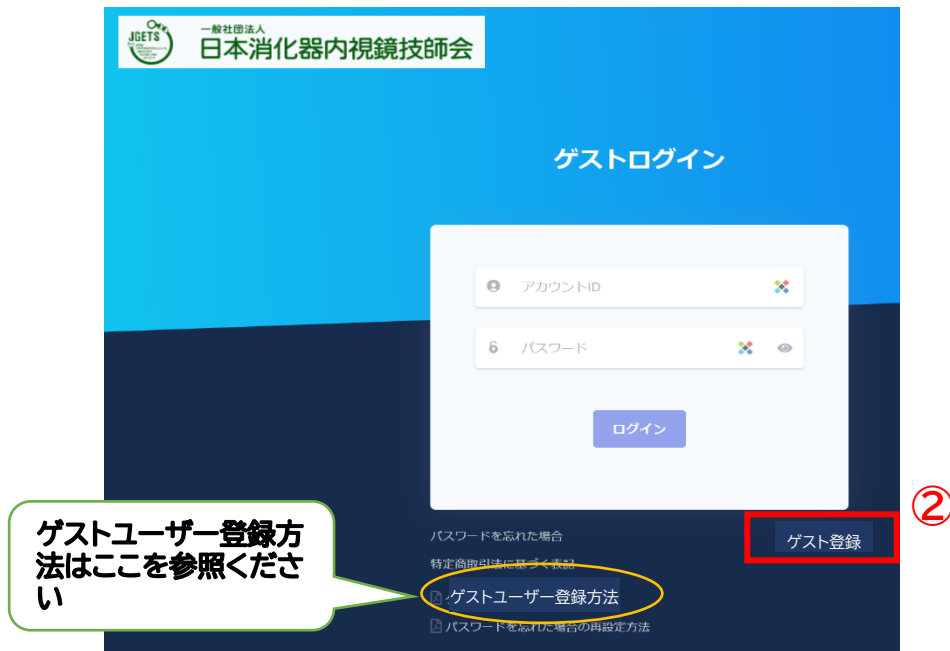 JGETS
一般社団法人
日本消化器内視鏡技師会
ゲストログイン
アカウントID
パスワード
ログイン
②
パスワードを忘れた場合
ゲスト登録
特定商取引法に基づく表記
ゲストユーザー登録方法
パスワードを忘れた場合の再設定方法
ゲストユーザー登録方
法はここを参照くださ
い